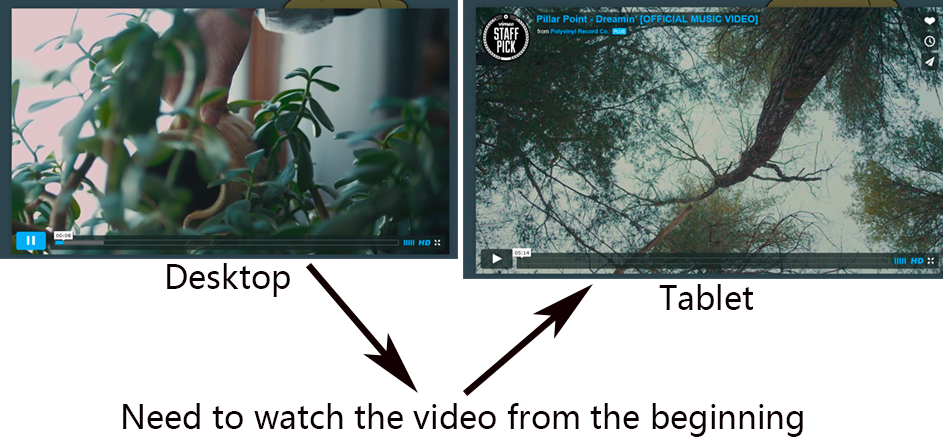 00:08
HD
vimeo
STAFF
PICK
Pillar Point - Dreamin' [OFFICIAL MUSIC VIDEO]
from Polyvinyl Record Co. PLUS
05:14
HD
Desktop
Tablet
Need to watch the video from the beginning